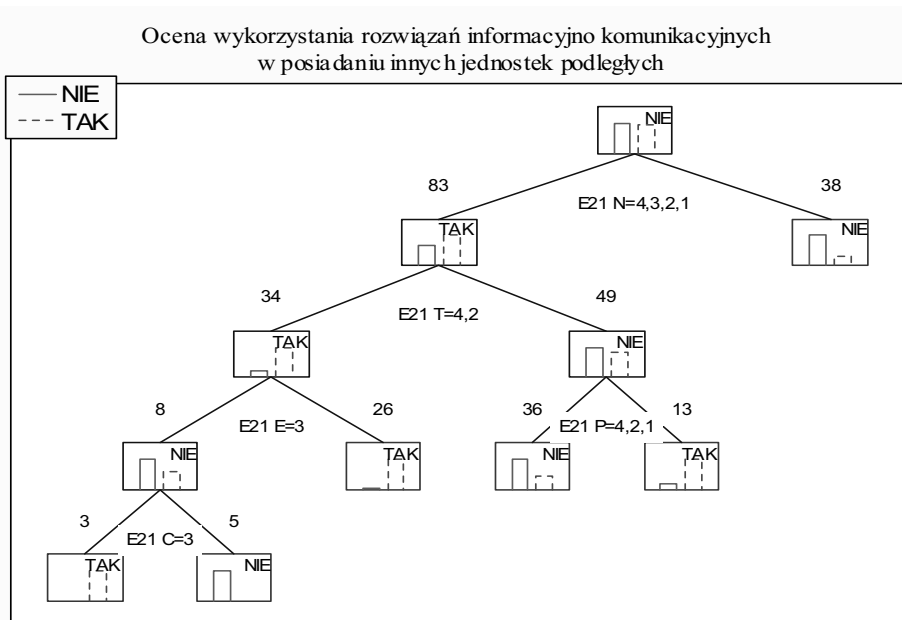 Ocena wykorzystania rozwiązań informacyjno komunikacyjnych
w posiadaniu innych jednostek podległych
NIE
TAK
NIE
83
38
E21 N=4,3,2,1
TAK
NIE
34
49
E21 T=4,2
TAK
NIE
8
26
36
13
E21 E=3
E21 P=4,2,1
NIE
TAK
NIE
TAK
3
5
E21 C=3
TAK
NIE